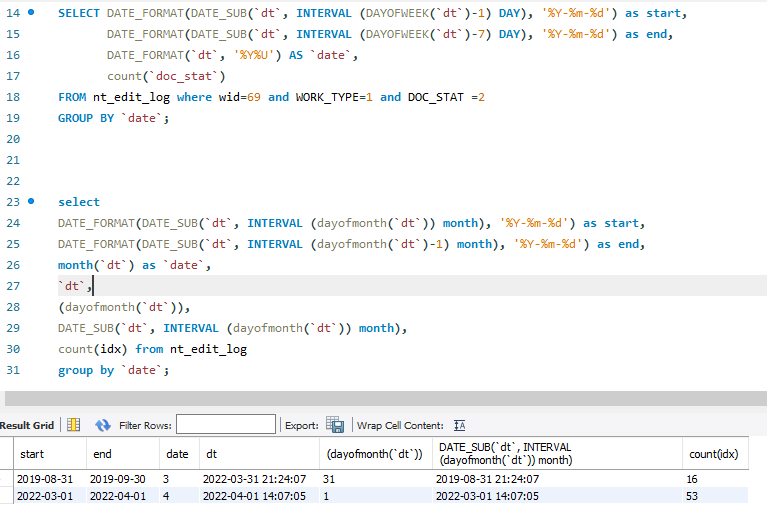 14 SELECT DATE_FORMAT(DATE_SUB(`dt`, INTERVAL (DAYOFWEEK(`dt`)-1) DAY), '%Y-%m-%d') as start,
15 DATE_FORMAT(DATE_SUB(`dt`, INTERVAL (DAYOFWEEK(`dt`)-7) DAY), '%Y-%m-%d') as end,
16 DATE_FORMAT(`dt`, '%Y%U') AS `date`,
17 count(`doc_stat`)
18 FROM nt_edit_log where wid=69 and WORK_TYPE=1 and DOC_STAT =2
19 GROUP BY `date`;
20
21
22
23 select
24 DATE_FORMAT(DATE_SUB(`dt`, INTERVAL (dayofmonth(`dt`)) month), '%Y-%m-%d') as start,
25 DATE_FORMAT(DATE_SUB(`dt`, INTERVAL (dayofmonth(`dt`)-1) month), '%Y-%m-%d') as end,
26 month(`dt`) as `date`,
27 `dt`,
28 (dayofmonth(`dt`)),
29 DATE_SUB(`dt`, INTERVAL (dayofmonth(`dt`)) month),
30 count(idx) from nt_edit_log
31 group by `date`;
Result Grid Filter Rows: Export: Wrap Cell Content: IA
start end date dt (dayofmonth(`dt`)) DATE_SUB(`dt`, INTERVAL
(dayofmonth(`dt`)) month) count(idx)
2019-08-31 2019-09-30 3 2022-03-31 21:24:07 31 2019-08-31 21:24:07 16
2022-03-01 2022-04-01 4 2022-04-01 14:07:05 1 2022-03-01 14:07:05 53